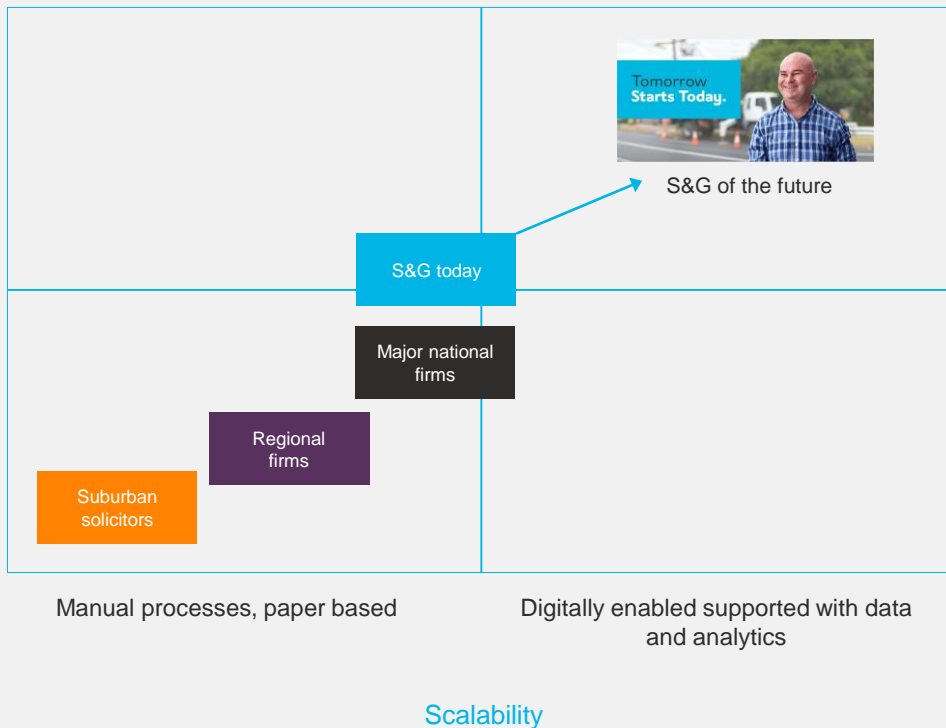 Tomorrow
Starts Today.
S&G of the future
S&G today
Major national
firms
Regional
firms
Suburban
solicitors
Manual processes, paper based
Digitally enabled supported with data
and analytics
Scalability